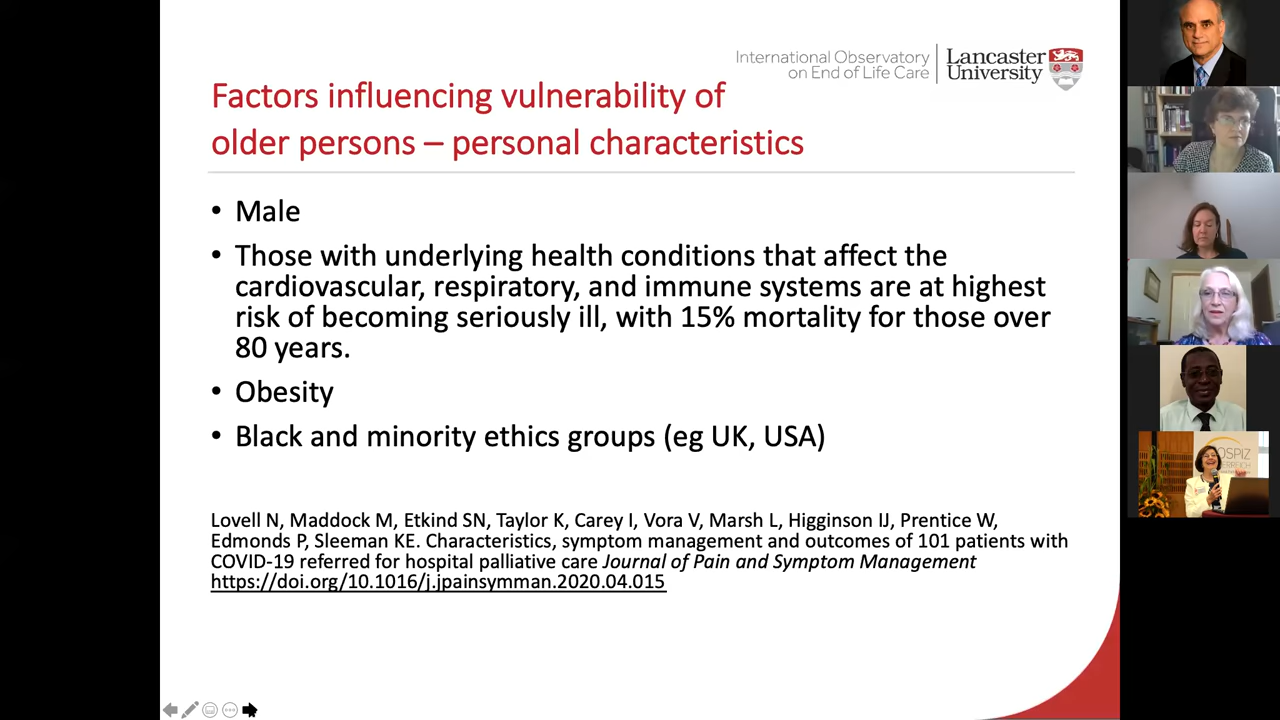 International Observatory
on End of Life Care
Lancaster
University
Factors influencing vulnerability of
older persons – personal characteristics
• Male
• Those with underlying health conditions that affect the
cardiovascular, respiratory, and immune systems are at highest
risk of becoming seriously ill, with 15% mortality for those over
80 years.
• Obesity
• Black and minority ethics groups (eg UK, USA)
Lovell N, Maddock M, Etkind SN, Taylor K, Carey I, Vora V, Marsh L, Higginson IJ, Prentice W,
Edmonds P, Sleeman KE. Characteristics, symptom management and outcomes of 101 patients with
COVID-19 referred for hospital palliative care Journal of Pain and Symptom Management
https://doi.org/10.1016/j.jpainsymman.2020.04.015